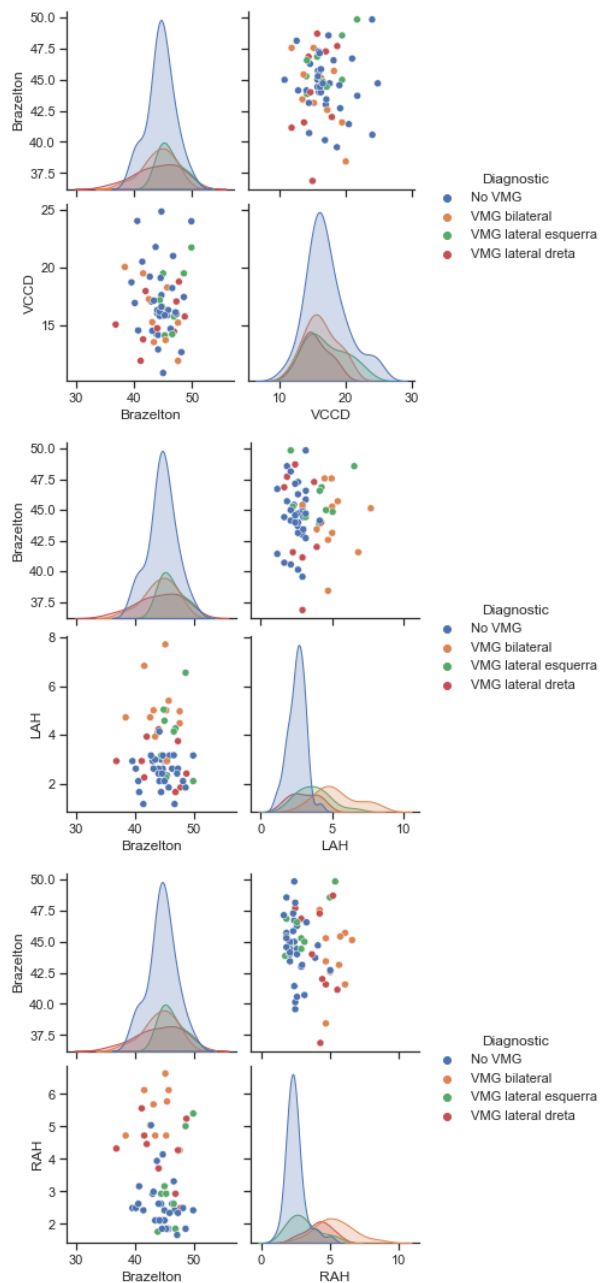 50.0
47.5
45.0
42.5
40.0
37.5
Brazelton
Diagnostic
No VMG
VMG bilateral
VMG lateral esquerra
VMG lateral dreta
25
20
15
VCCD
30 40 50
Brazelton
10 20 30
VCCD
50.0
47.5
45.0
42.5
40.0
37.5
Brazelton
Diagnostic
No VMG
VMG bilateral
VMG lateral esquerra
VMG lateral dreta
8
6
4
2
LAH
30 40 50
Brazelton
0 5 10
LAH
50.0
47.5
45.0
42.5
40.0
37.5
Brazelton
Diagnostic
No VMG
VMG bilateral
VMG lateral esquerra
VMG lateral dreta
6
5
4
3
2
RAH
30 40 50
Brazelton
0 5 10
RAH